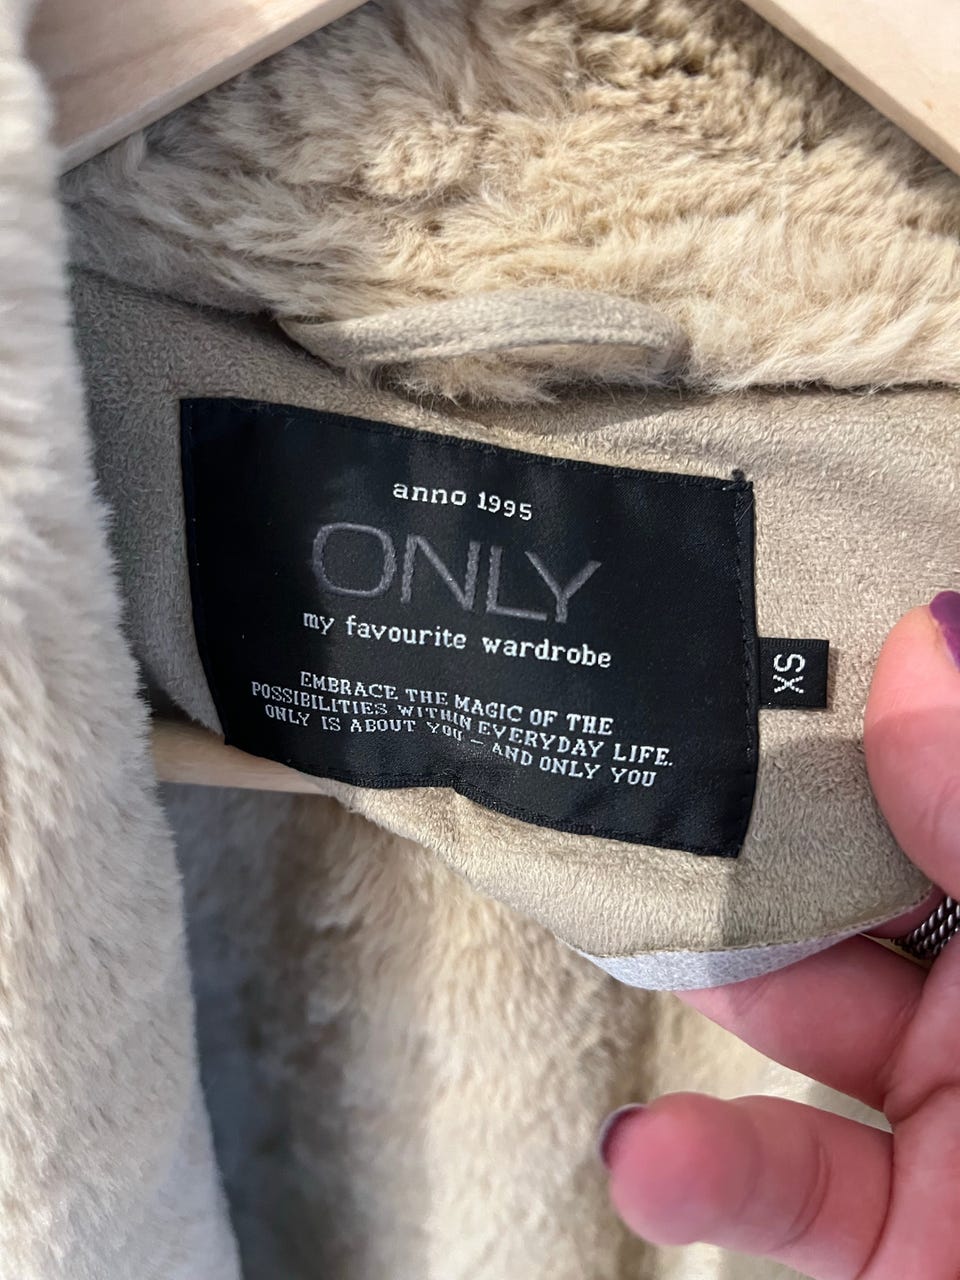 anno 1995
ONLY
my favourite wardrobe
EMBRACE THE MAGIC OF THE
POSSIBILITIES WITHIN EVERYDAY LIFE.
ONLY IS ABOUT YOU – AND ONLY YOU
XS